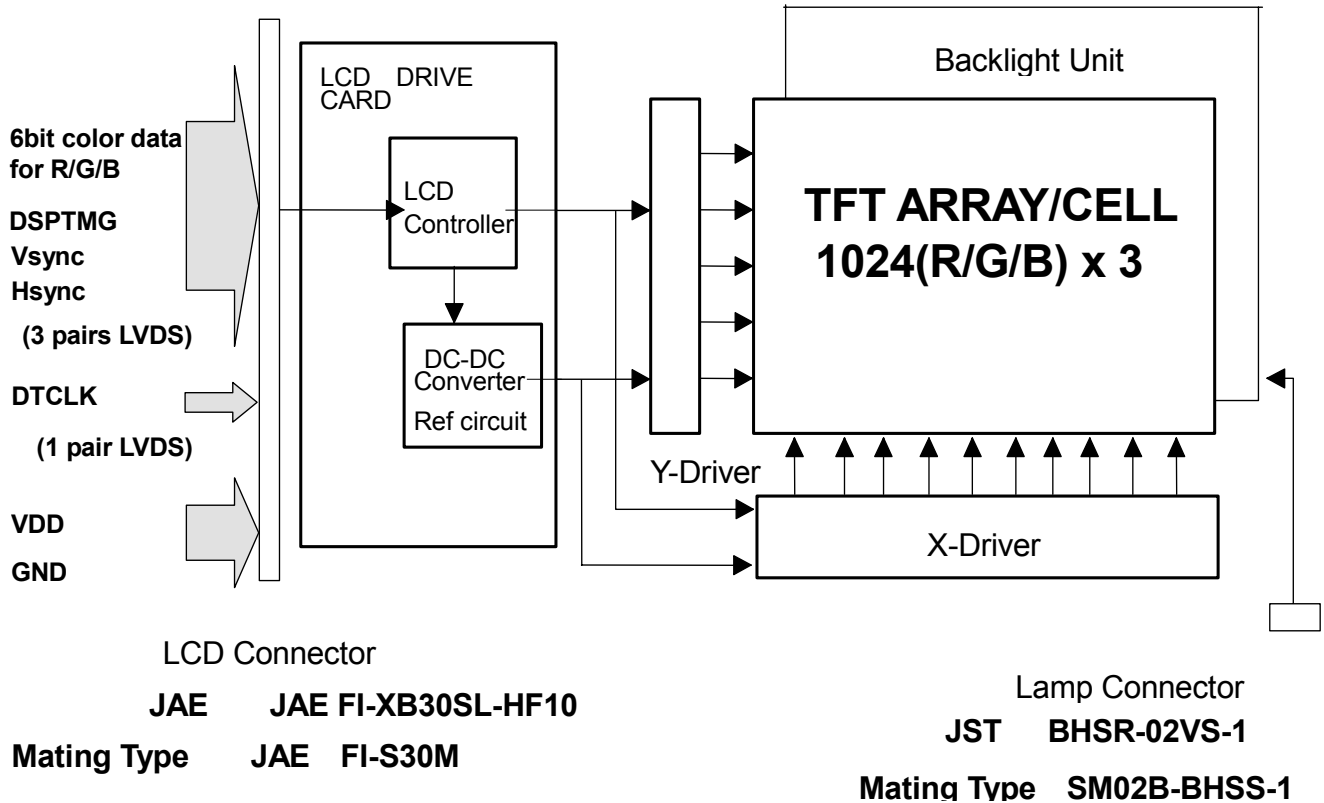 Backlight Unit
LCD DRIVE
CARD
6bit color data
for R/G/B
LCD
Controller
TFT ARRAY/CELL
1024(R/G/B) x 3
DSPTMG
Vsync
Hsync
(3 pairs LVDS)
DC-DC
Converter
Ref circuit
DTCLK
(1 pair LVDS)
Y-Driver
VDD
GND
X-Driver
LCD Connector
JAE JAE FI-XB30SL-HF10
Mating Type JAE FI-S30M
Lamp Connector
JST BHSR-02VS-1
Mating Type SM02B-BHSS-1